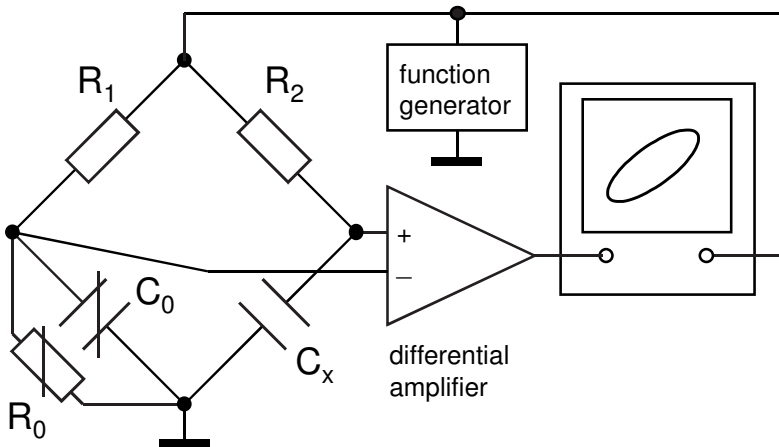 R1
R2
function
generator
+
–
C0
Cx
R0
differential
amplifier